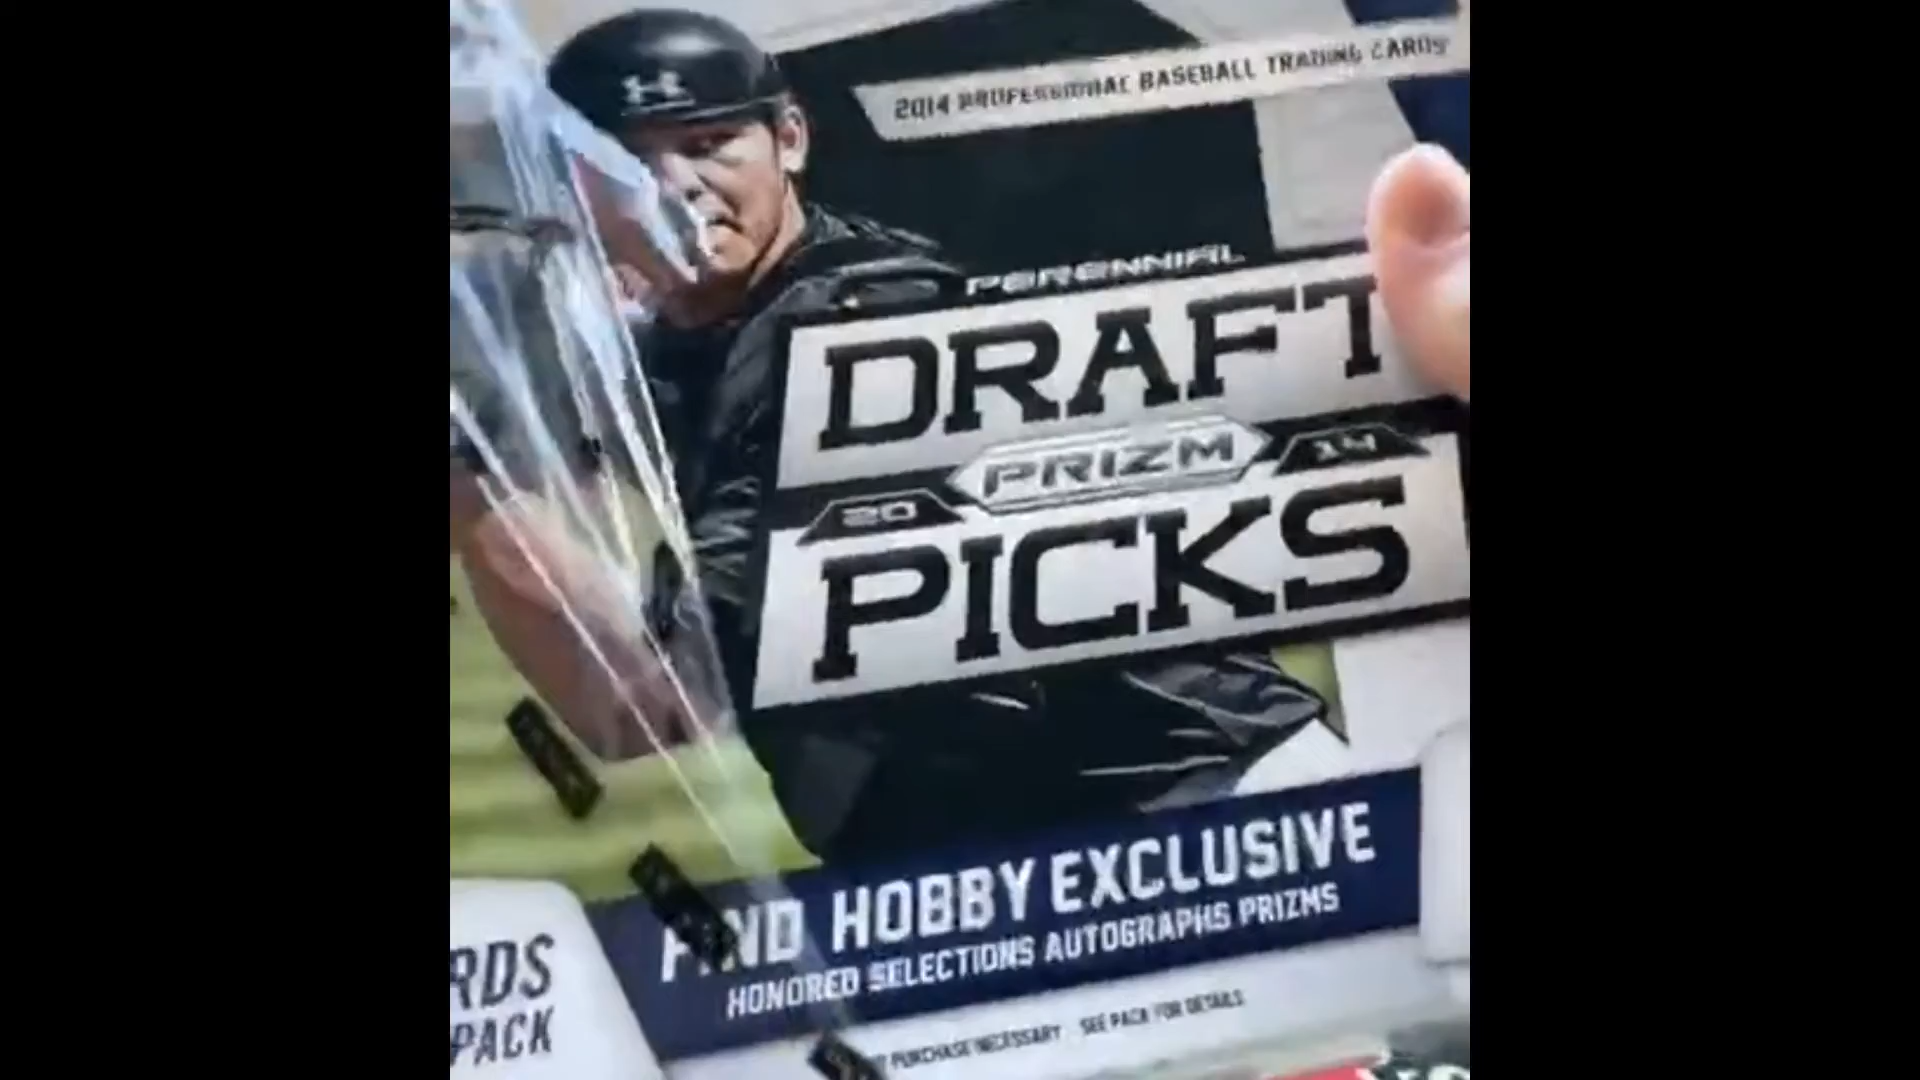 2014 PROFESSIONAL BASEBALL TRADING CARDS
PERENNIAL
DRAFT
20 PRIZM 14
PICKS
FIND HOBBY EXCLUSIVE
HONORED SELECTIONS AUTOGRAPHS PRIZMS
RDS
PACK
PURCHASE NECESSARY SEE PACK FOR DETAILS